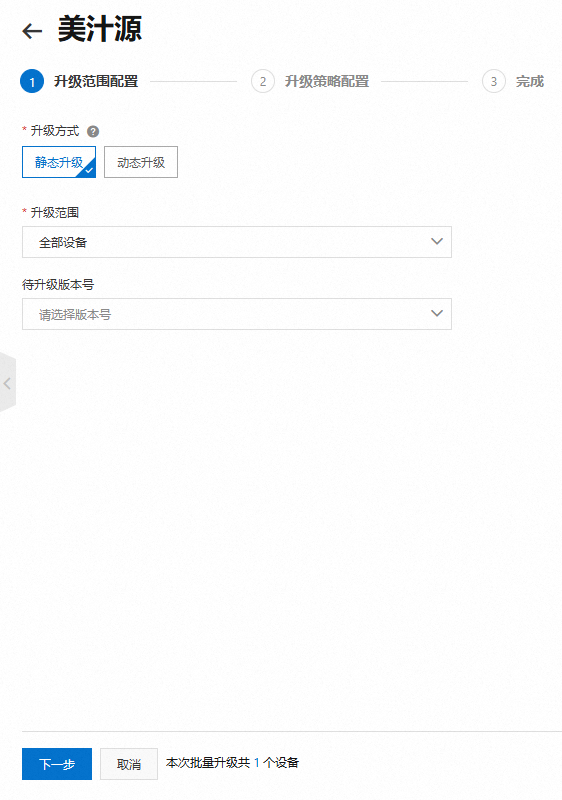 美汁源
1 升级范围配置 2 升级策略配置 3 完成
* 升级方式 ?
静态升级 动态升级
* 升级范围
全部设备
待升级版本号
请选择版本号
下一步 取消 本次批量升级共 1 个设备